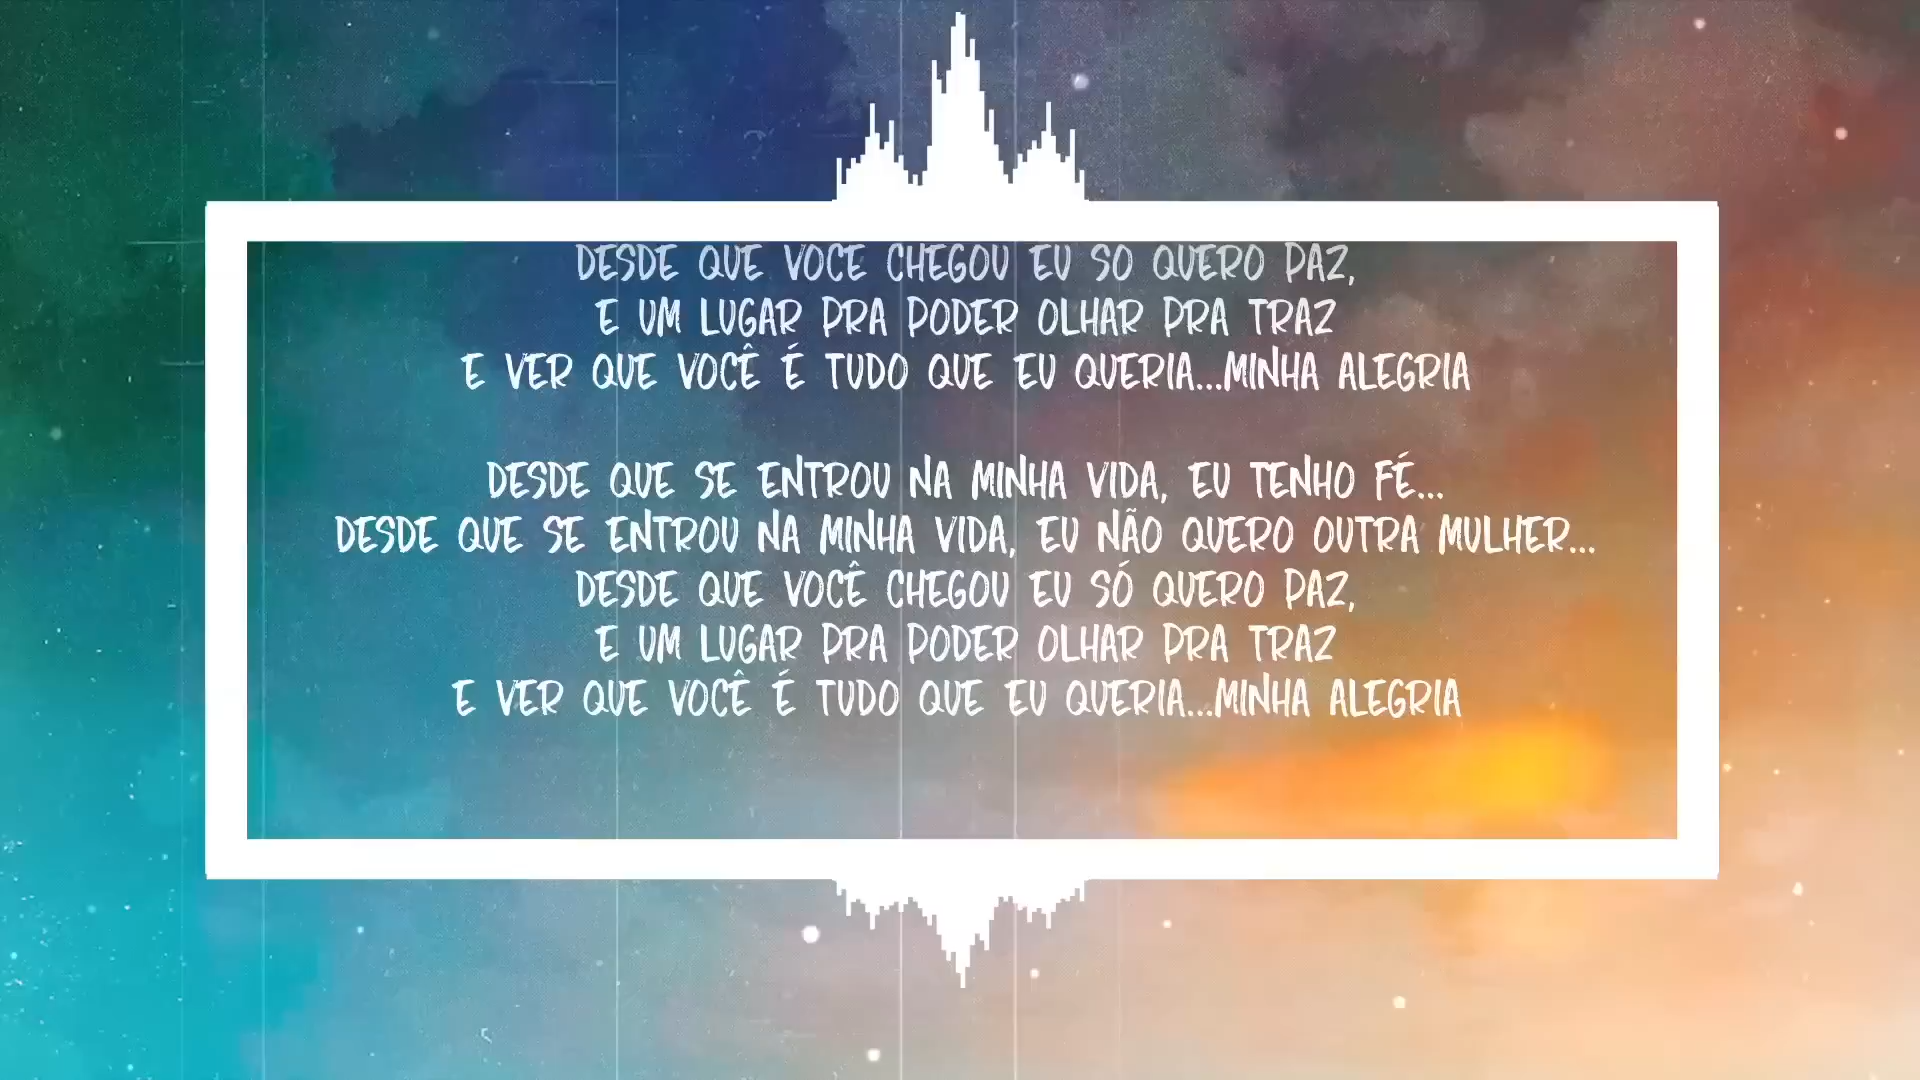 DESDE QUE VOCÊ CHEGOU EU SÓ QUERO PAZ,
E UM LUGAR PRA PODER OLHAR PRA TRAZ
E VER QUE VOCÊ É TUDO QUE EU QUERIA...MINHA ALEGRIA
DESDE QUE SE ENTROU NA MINHA VIDA, EU TENHO FÉ...
DESDE QUE SE ENTROU NA MINHA VIDA, EU NÃO QUERO OUTRA MULHER...
DESDE QUE VOCÊ CHEGOU EU SÓ QUERO PAZ,
E UM LUGAR PRA PODER OLHAR PRA TRAZ
E VER QUE VOCÊ É TUDO QUE EU QUERIA...MINHA ALEGRIA